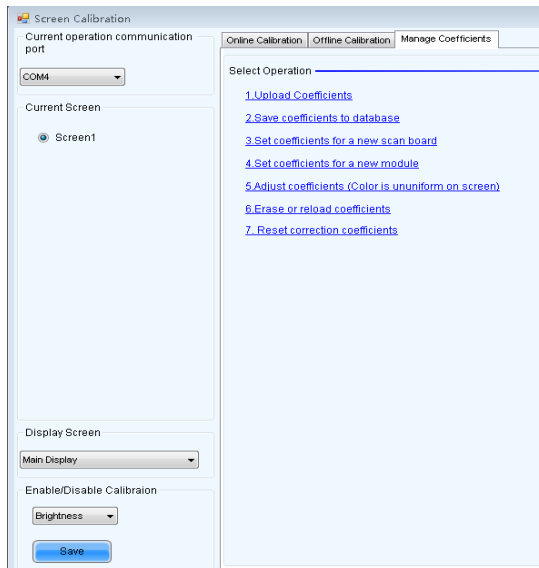 Screen Calibration
Current operation communication
port
COM4
Current Screen
Screen1
Display Screen
Main Display
Enable/Disable Calibraion
Brightness
Save
Online Calibration
Offline Calibration
Manage Coefficients
Select Operation
1.Upload Coefficients
2.Save coefficients to database
3.Set coefficients for a new scan board
4.Set coefficients for a new module
5.Adjust coefficients (Color is ununiform on screen)
6.Erase or reload coefficients
7. Reset correction coefficients